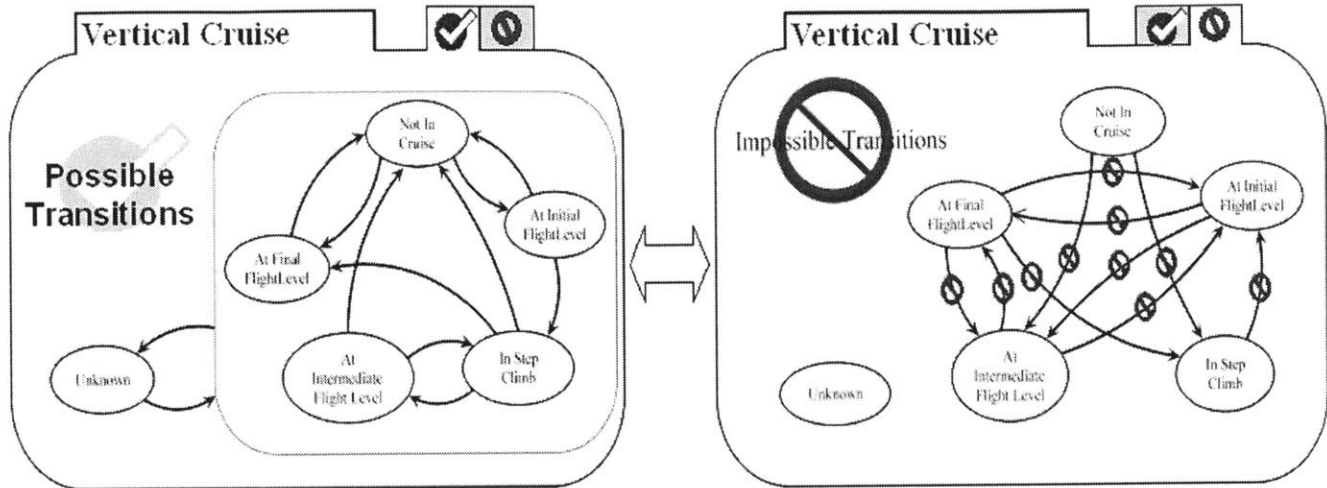 Vertical Cruise
Possible
Transitions
Not In
Cruise
At Initial
FlightLevel
At Final
FlightLevel
Unknown
At
Intermediate
Flight Level
In Step
Climb
Vertical Cruise
Impossible Transitions
Not In
Cruise
At Final
FlightLevel
At Initial
FlightLevel
Unknown
At
Intermediate
Flight Level
In Step
Climb